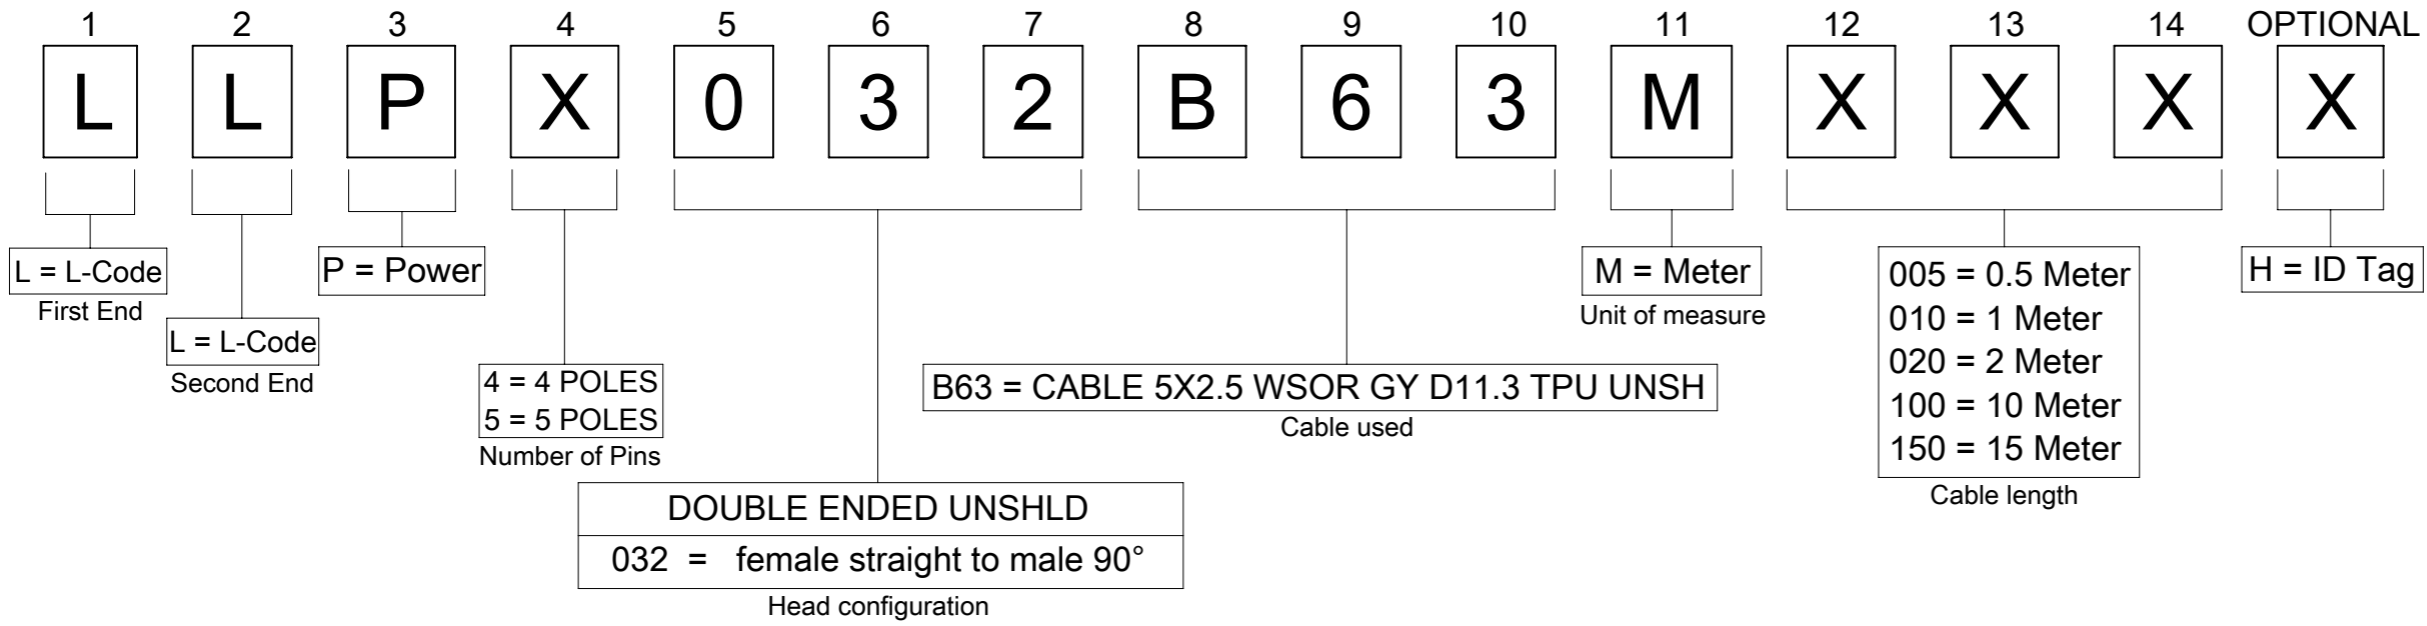 1 2 3 4 5 6 7 8 9 10 11 12 13 14 OPTIONAL
L L P X 0 3 2 B 6 3 M X X X X
L = L-Code
First End
L = L-Code
Second End
P = Power
4 = 4 POLES
5 = 5 POLES
Number of Pins
DOUBLE ENDED UNSHLD
032 = female straight to male 90°
Head configuration
B63 = CABLE 5X2.5 WSOR GY D11.3 TPU UNSH
Cable used
M = Meter
Unit of measure
005 = 0.5 Meter
010 = 1 Meter
020 = 2 Meter
100 = 10 Meter
150 = 15 Meter
Cable length
H = ID Tag